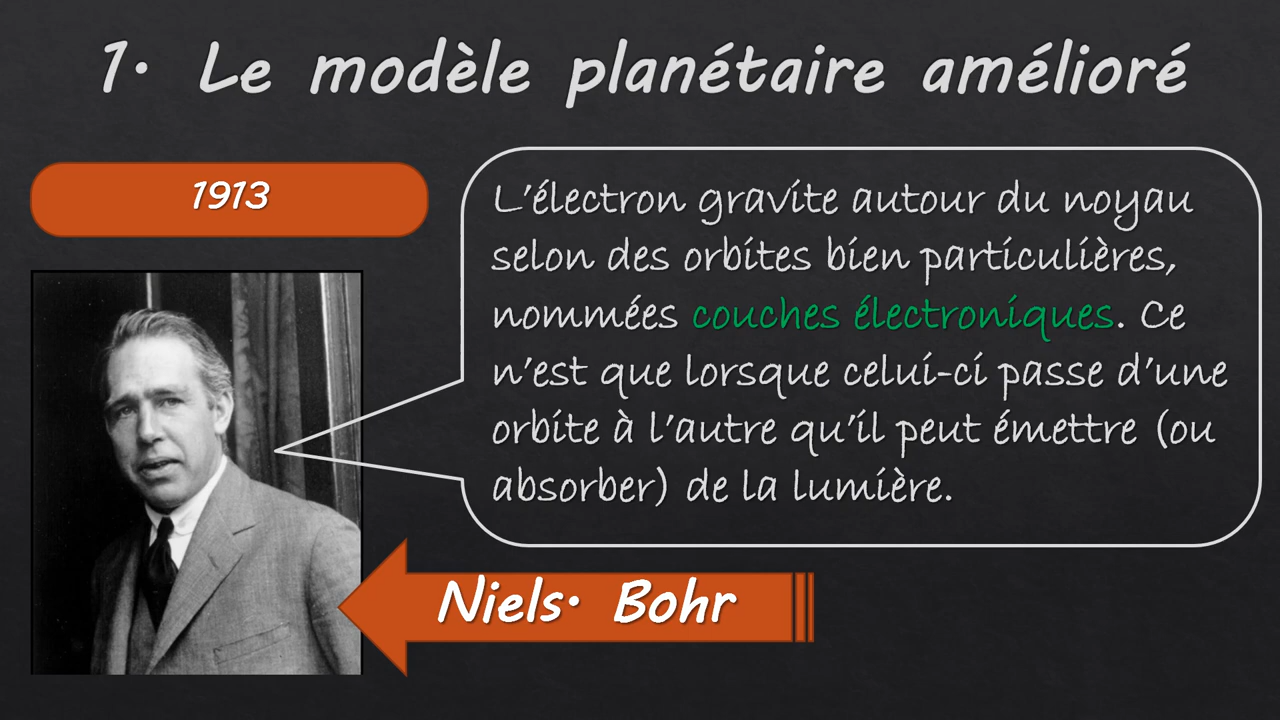 1. Le modèle planétaire amélioré
1913
L'électron gravite autour du noyau
selon des orbites bien particulières,
nommées couches électroniques. Ce
n'est que lorsque celui-ci passe d'une
orbite à l'autre qu'il peut émettre (ou
absorber) de la lumière.
Niels. Bohr